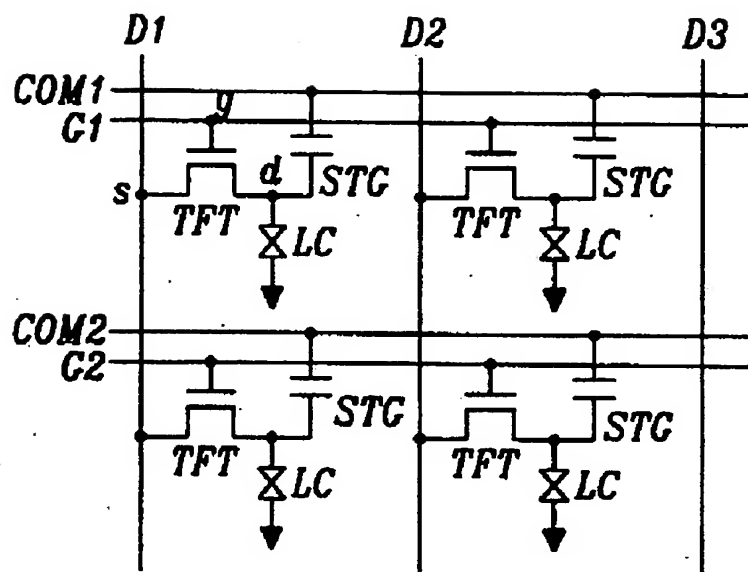 D1 D2 D3
COM1
g
G1
d
STG STG
s
TFT TFT
LC LC
COM2
G2
STG STG
TFT TFT
LC LC